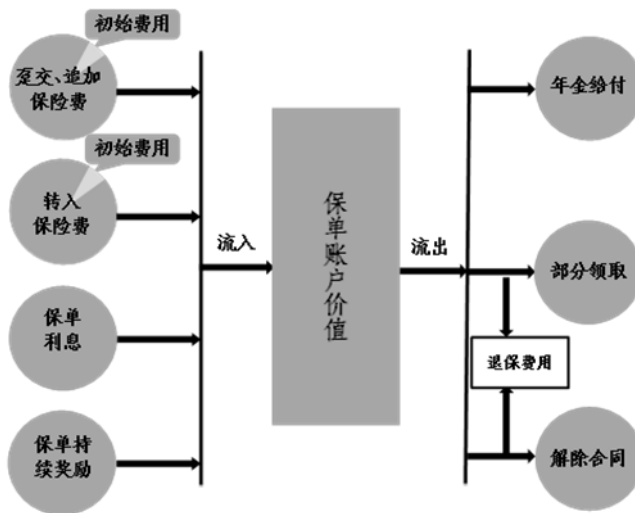 初始费用
趸交、追加
保险费
初始费用
转入
保险费
保单
利息
保单持
续奖励
流入
保单账户价值
流出
年金给付
部分领取
退保费用
解除合同